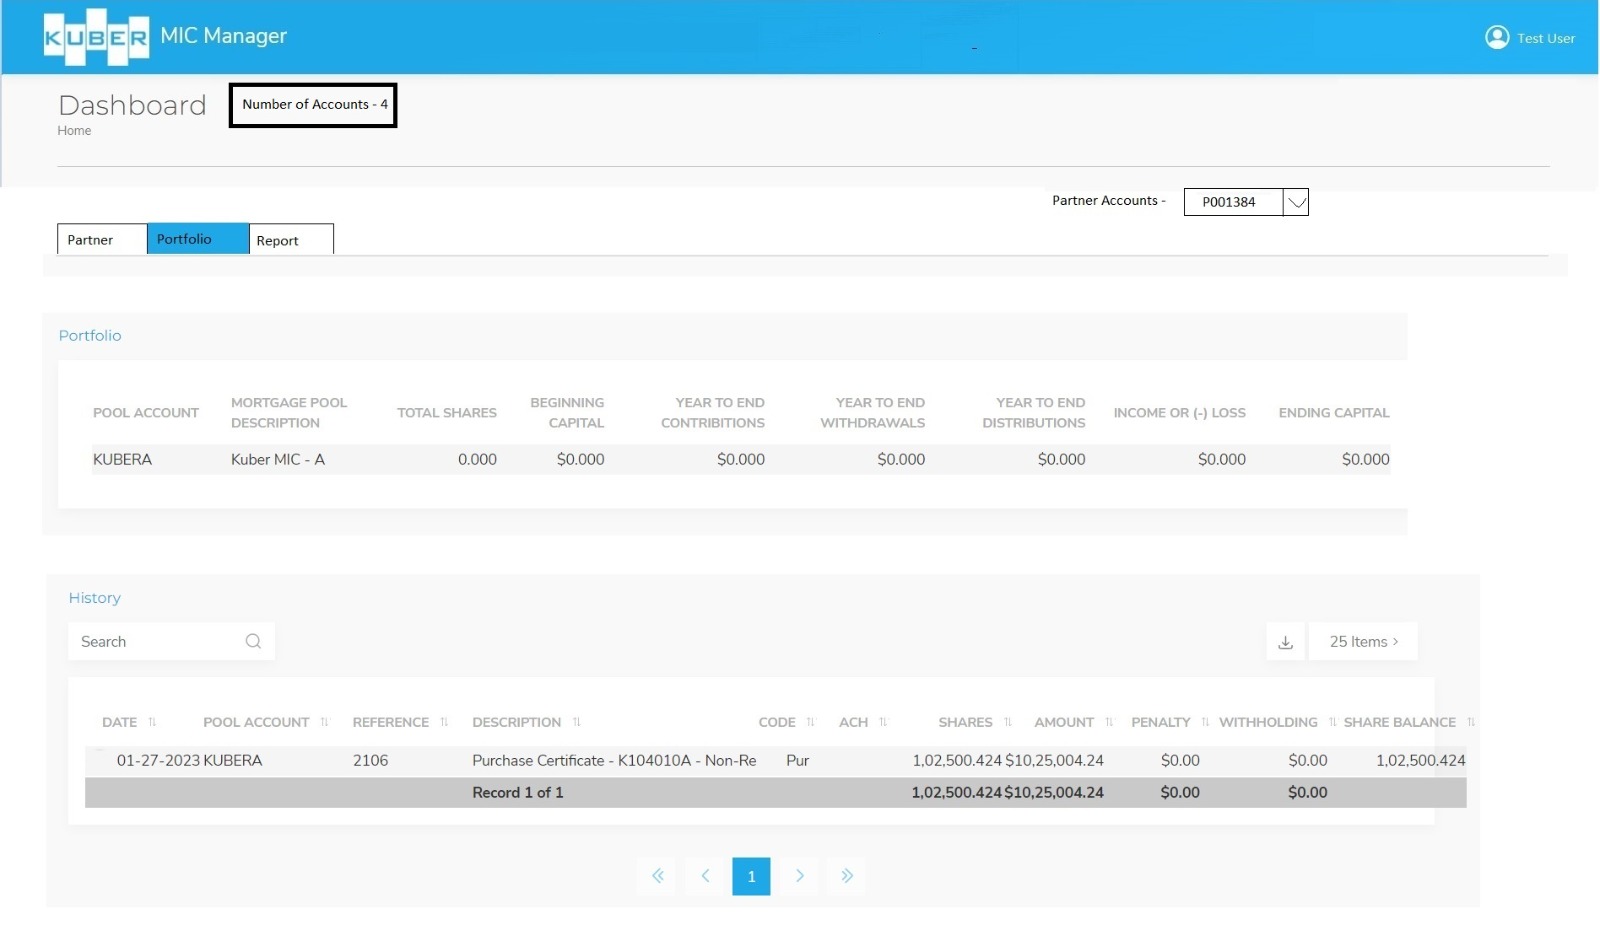 KUBER MIC Manager
Test User
Dashboard
Number of Accounts - 4
Home
Partner Accounts - P001384
Partner Portfolio Report
Portfolio
POOL ACCOUNT MORTGAGE POOL DESCRIPTION TOTAL SHARES BEGINNING CAPITAL YEAR TO END CONTRIBITIONS YEAR TO END WITHDRAWALS YEAR TO END DISTRIBUTIONS INCOME OR (-) LOSS ENDING CAPITAL
KUBERA Kuber MIC - A 0.000 $0.000 $0.000 $0.000 $0.000 $0.000 $0.000
History
Search
25 Items >
DATE POOL ACCOUNT REFERENCE DESCRIPTION CODE ACH SHARES AMOUNT PENALTY WITHHOLDING SHARE BALANCE
01-27-2023 KUBERA 2106 Purchase Certificate - K104010A - Non-Re Pur 1,02,500.424 $10,25,004.24 $0.00 $0.00 1,02,500.424
Record 1 of 1 1,02,500.424 $10,25,004.24 $0.00 $0.00
1